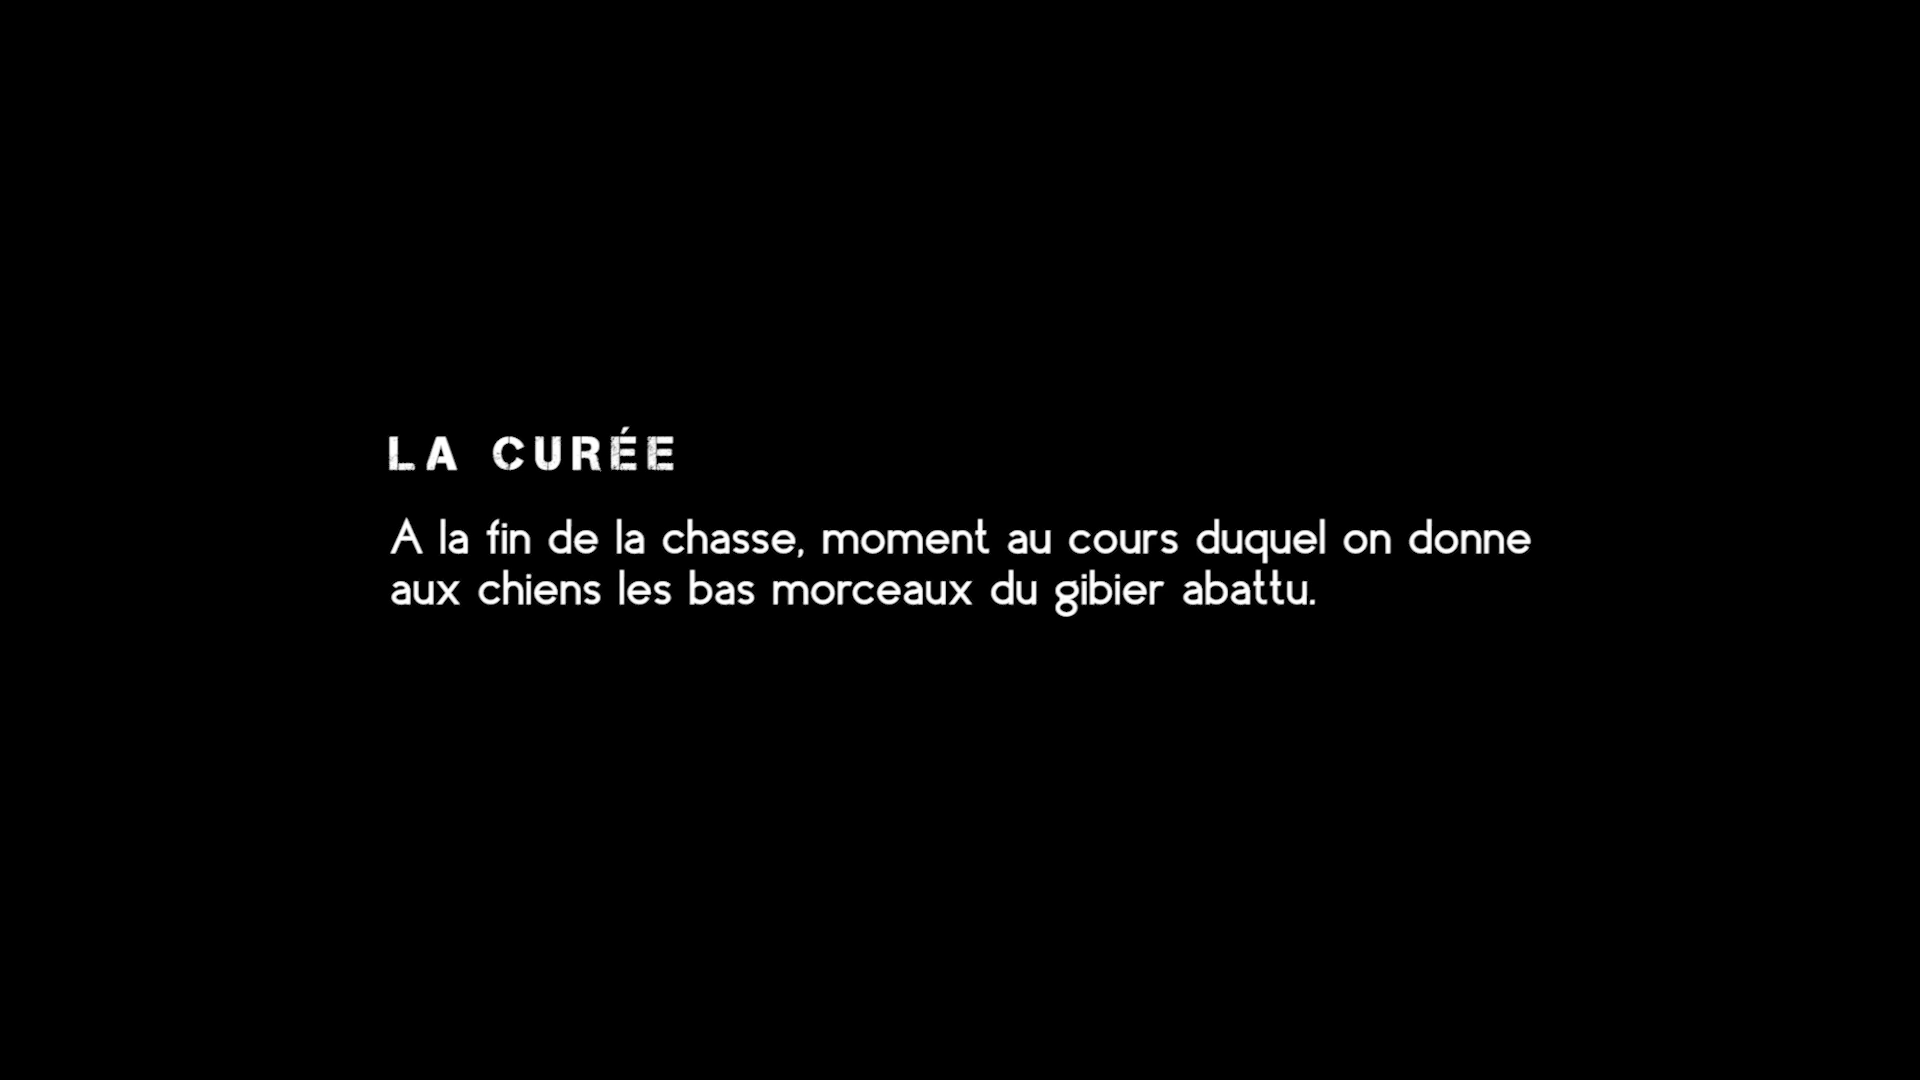 LA CURÉE
A la fin de la chasse, moment au cours duquel on donne
aux chiens les bas morceaux du gibier abattu.